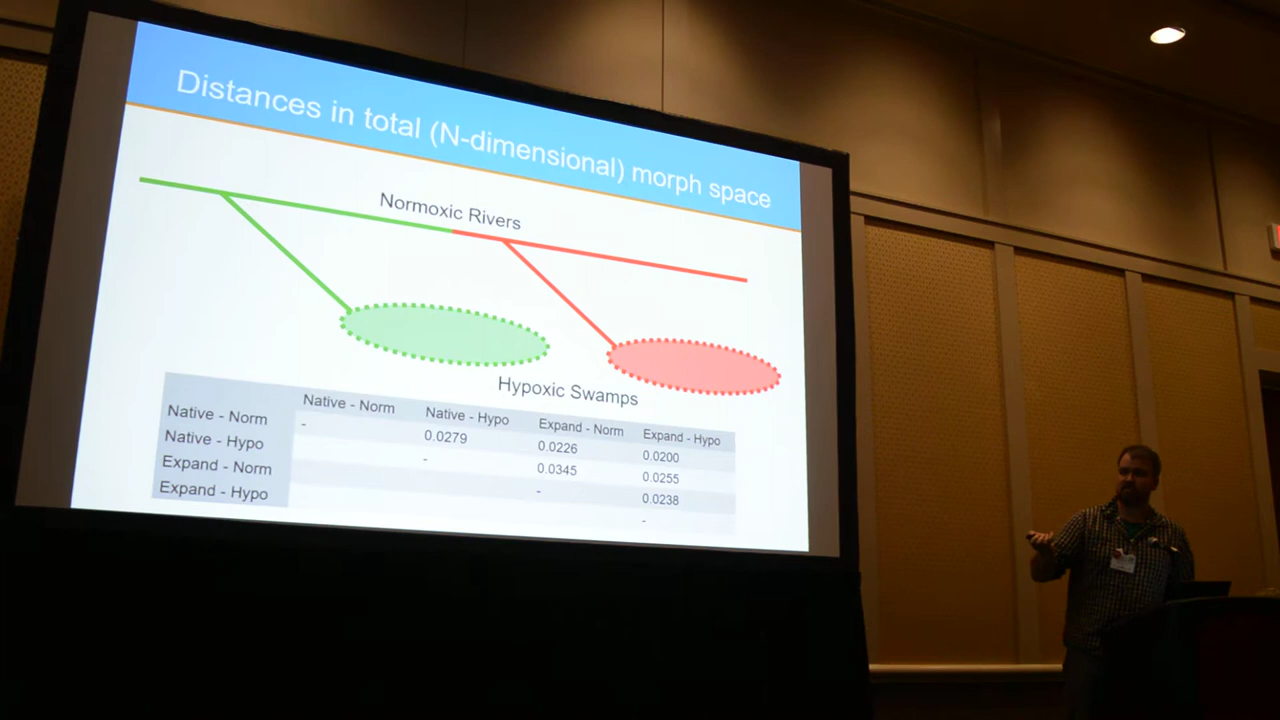 Distances in total (N-dimensional) morph space
Normoxic Rivers
Hypoxic Swamps
Native - Norm Native - Hypo Expand - Norm Expand - Hypo
Native - Norm - 0.0279 0.0226 0.0200
Native - Hypo - 0.0345 0.0255
Expand - Norm - 0.0238
Expand - Hypo -